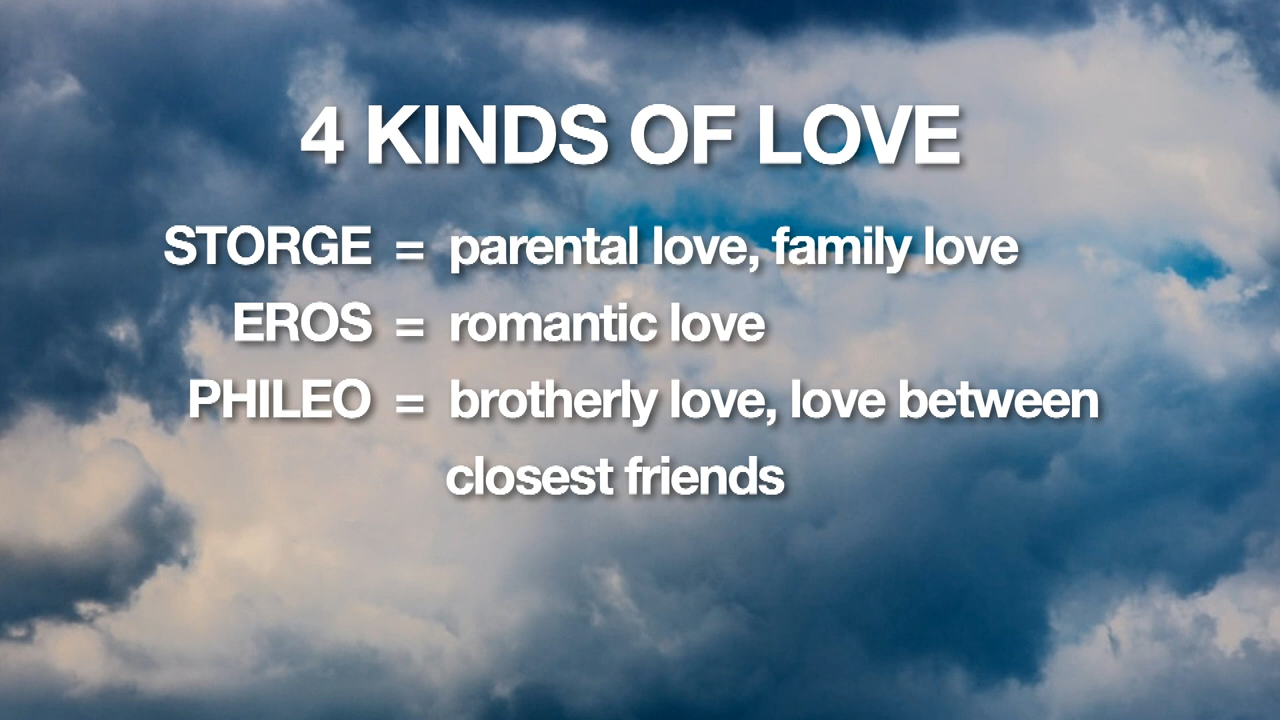 4 KINDS OF LOVE
STORGE = parental love, family love
EROS = romantic love
PHILEO = brotherly love, love between
closest friends